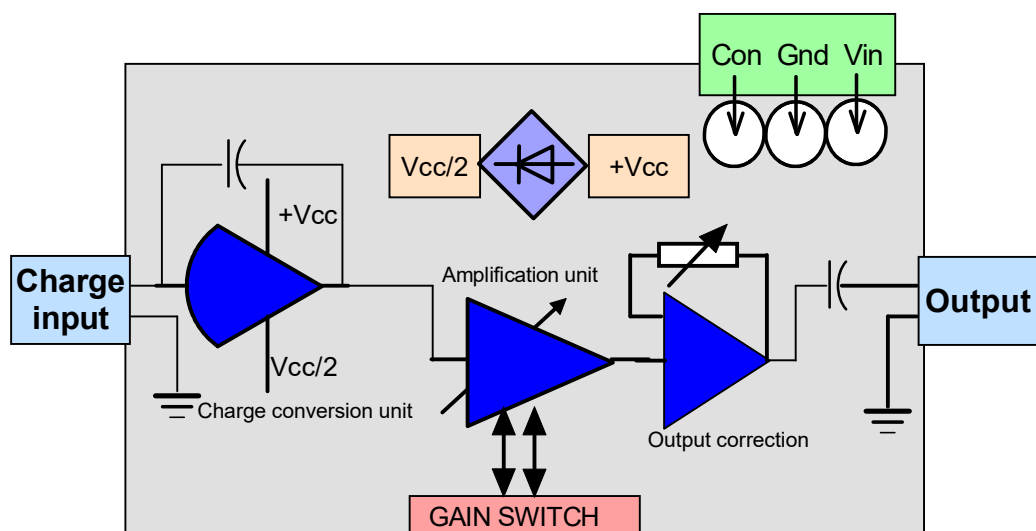 Con Gnd Vin
Vcc/2
+Vcc
+Vcc
Charge
input
Amplification unit
Output
Vcc/2
Charge conversion unit
Output correction
GAIN SWITCH